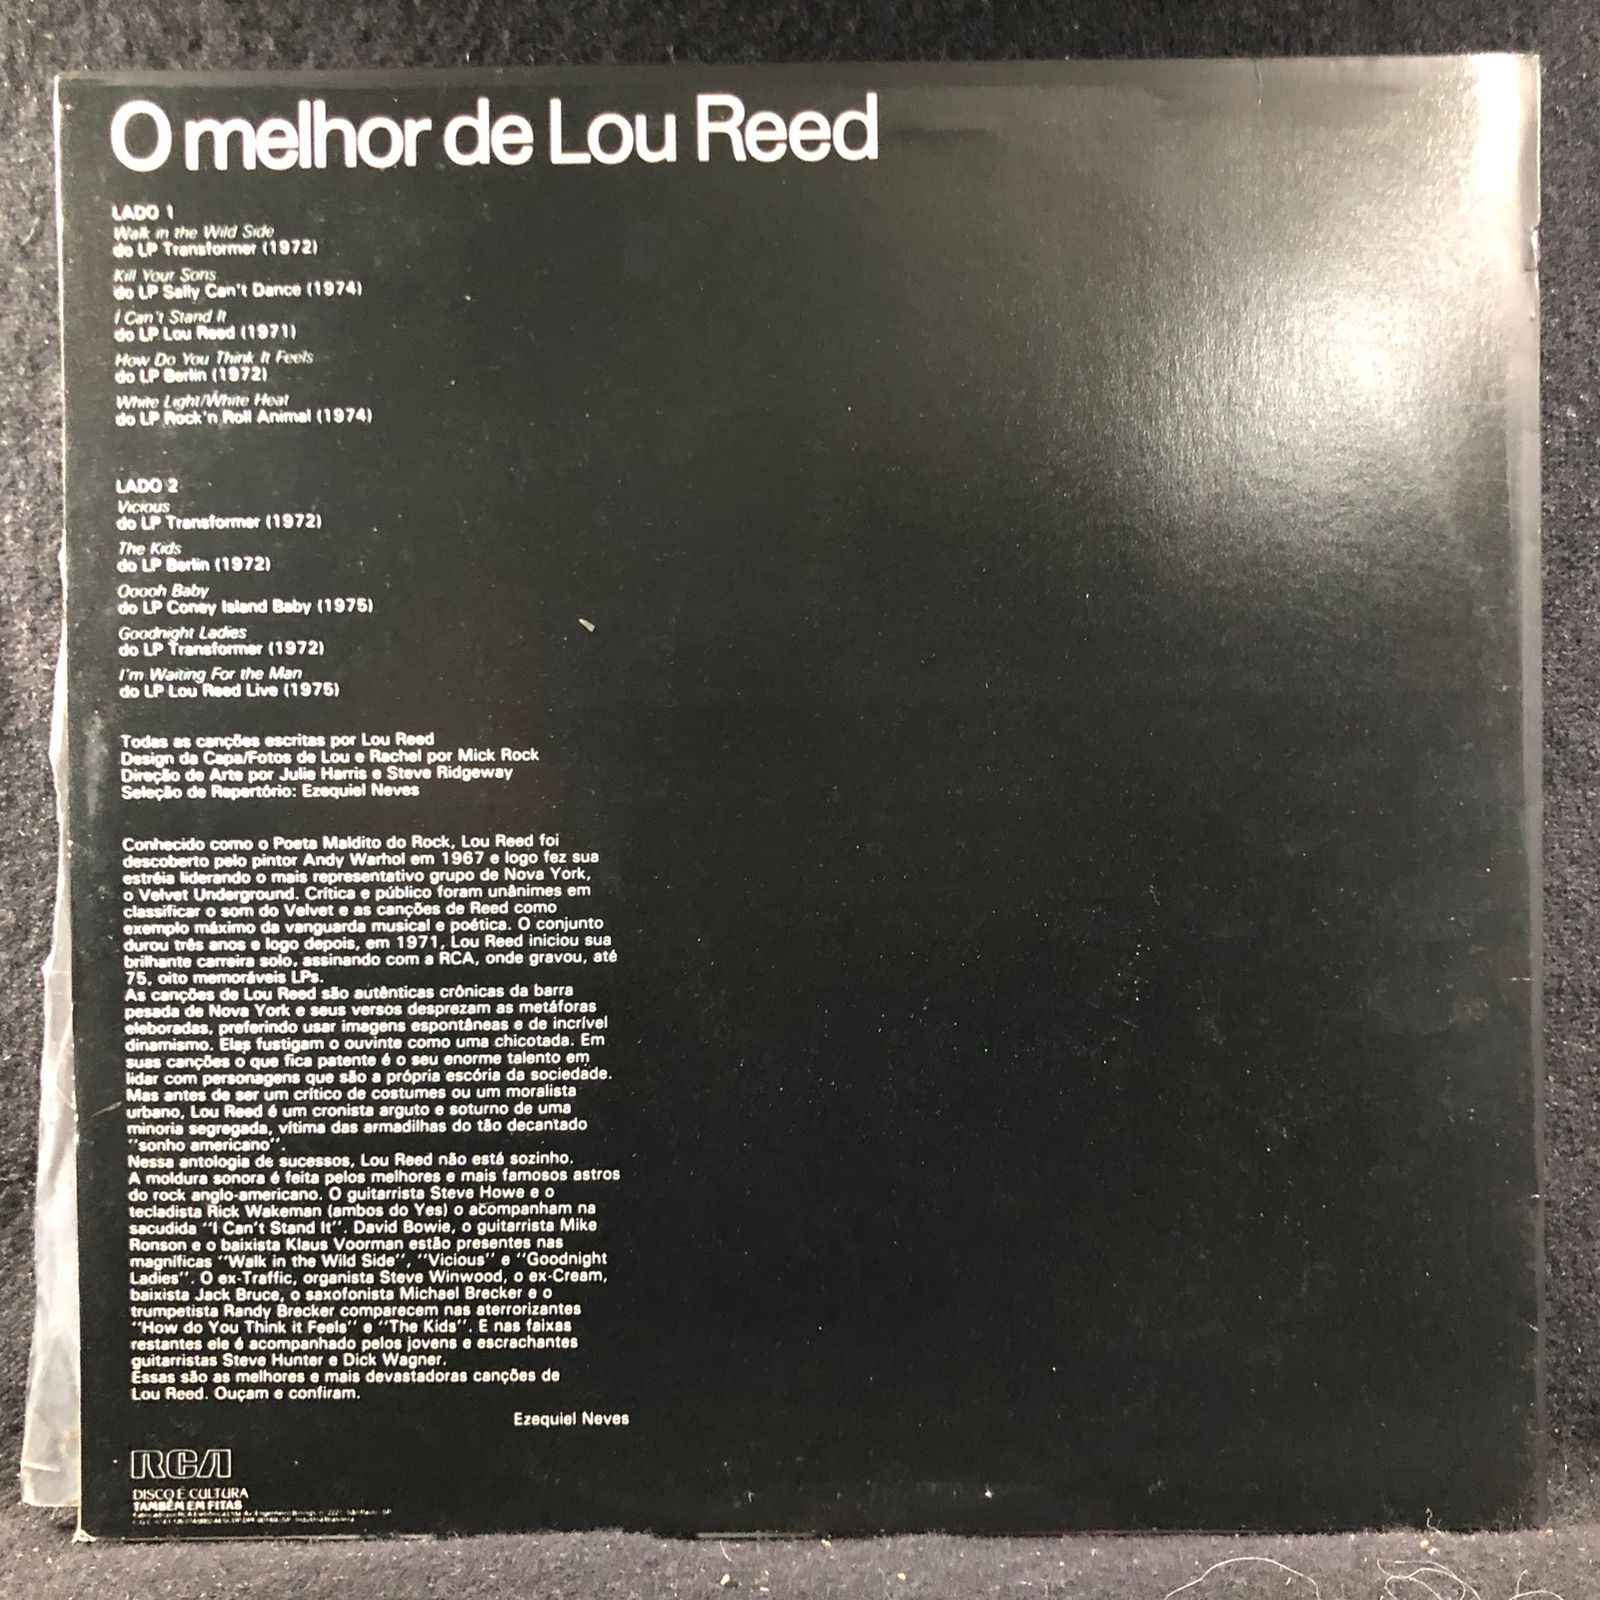 O melhor de Lou Reed
LADO 1
Walk in the Wild Side
do LP Transformer (1972)
Kill Your Sons
do LP Sally Can't Dance (1974)
I Can't Stand It
do LP Lou Reed (1971)
How Do You Think It Feels
do LP Berlin (1972)
White Light/White Heat
do LP Rock'n Roll Animal (1974)
LADO 2
Vicious
do LP Transformer (1972)
The Kids
do LP Berlin (1972)
Ooooh Baby
do LP Coney Island Baby (1975)
Goodnight Ladies
do LP Transformer (1972)
I'm Waiting For the Man
do LP Lou Reed Live (1975)
Todas as canções escritas por Lou Reed
Design da Capa/Fotos de Lou e Rachel por Mick Rock
Direção de Arte por Julie Harris e Steve Ridgeway
Seleção de Repertório: Ezequiel Neves
Conhecido como o Poeta Maldito do Rock, Lou Reed foi
descoberto pelo pintor Andy Warhol em 1967 e logo fez sua
estréia liderando o mais representativo grupo de Nova York,
o Velvet Underground. Crítica e público foram unânimes em
classificar o som do Velvet e as canções de Reed como
exemplo máximo da vanguarda musical e poética. O conjunto
durou três anos e logo depois, em 1971, Lou Reed iniciou sua
brilhante carreira solo, assinando com a RCA, onde gravou, até
75, oito memoráveis LPs.
As canções de Lou Reed são autênticas crônicas da barra
pesada de Nova York e seus versos desprezam as metáforas
eleboradas, preferindo usar imagens espontâneas e de incrível
dinamismo. Elas fustigam o ouvinte como uma chicotada. Em
suas canções o que fica patente é o seu enorme talento em
lidar com personagens que são a própria escória da sociedade.
Mas antes de ser um crítico de costumes ou um moralista
urbano, Lou Reed é um cronista arguto e soturno de uma
minoria segregada, vítima das armadilhas do tão decantado
"sonho americano".
Nessa antologia de sucessos, Lou Reed não está sozinho.
A moldura sonora é feita pelos melhores e mais famosos astros
do rock anglo-americano. O guitarrista Steve Howe e o
tecladista Rick Wakeman (ambos do Yes) o acompanham na
sacudida "I Can't Stand It". David Bowie, o guitarrista Mike
Ronson e o baixista Klaus Voorman estão presentes nas
magníficas "Walk in the Wild Side", "Vicious" e "Goodnight
Ladies". O ex-Traffic, organista Steve Winwood, o ex-Cream,
baixista Jack Bruce, o saxofonista Michael Brecker e o
trumpetista Randy Brecker comparecem nas aterrorizantes
"How do You Think it Feels" e "The Kids". E nas faixas
restantes ele é acompanhado pelos jovens e escrachantes
guitarristas Steve Hunter e Dick Wagner.
Essas são as melhores e mais devastadoras canções de
Lou Reed. Ouçam e confiram.
Ezequiel Neves
RCA
DISCO É CULTURA
TAMBÉM EM FITAS